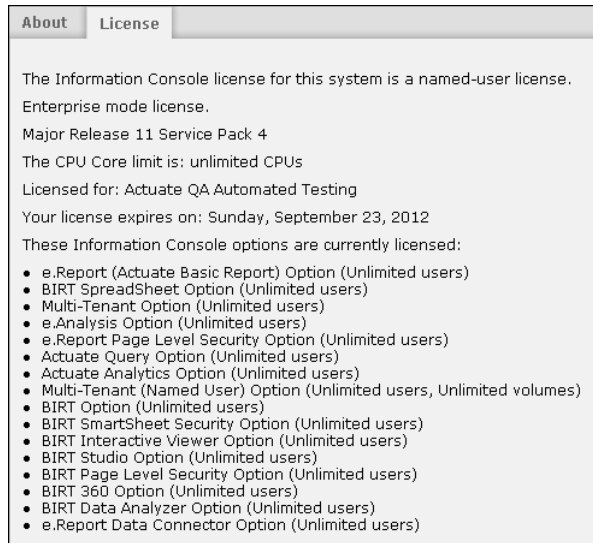 About License
The Information Console license for this system is a named-user license.
Enterprise mode license.
Major Release 11 Service Pack 4
The CPU Core limit is: unlimited CPUs
Licensed for: Actuate QA Automated Testing
Your license expires on: Sunday, September 23, 2012
These Information Console options are currently licensed:
• e.Report (Actuate Basic Report) Option (Unlimited users)
• BIRT SpreadSheet Option (Unlimited users)
• Multi-Tenant Option (Unlimited users)
• e.Analysis Option (Unlimited users)
• e.Report Page Level Security Option (Unlimited users)
• Actuate Query Option (Unlimited users)
• Actuate Analytics Option (Unlimited users)
• Multi-Tenant (Named User) Option (Unlimited users, Unlimited volumes)
• BIRT Option (Unlimited users)
• BIRT SmartSheet Security Option (Unlimited users)
• BIRT Interactive Viewer Option (Unlimited users)
• BIRT Studio Option (Unlimited users)
• BIRT Page Level Security Option (Unlimited users)
• BIRT 360 Option (Unlimited users)
• BIRT Data Analyzer Option (Unlimited users)
• e.Report Data Connector Option (Unlimited users)